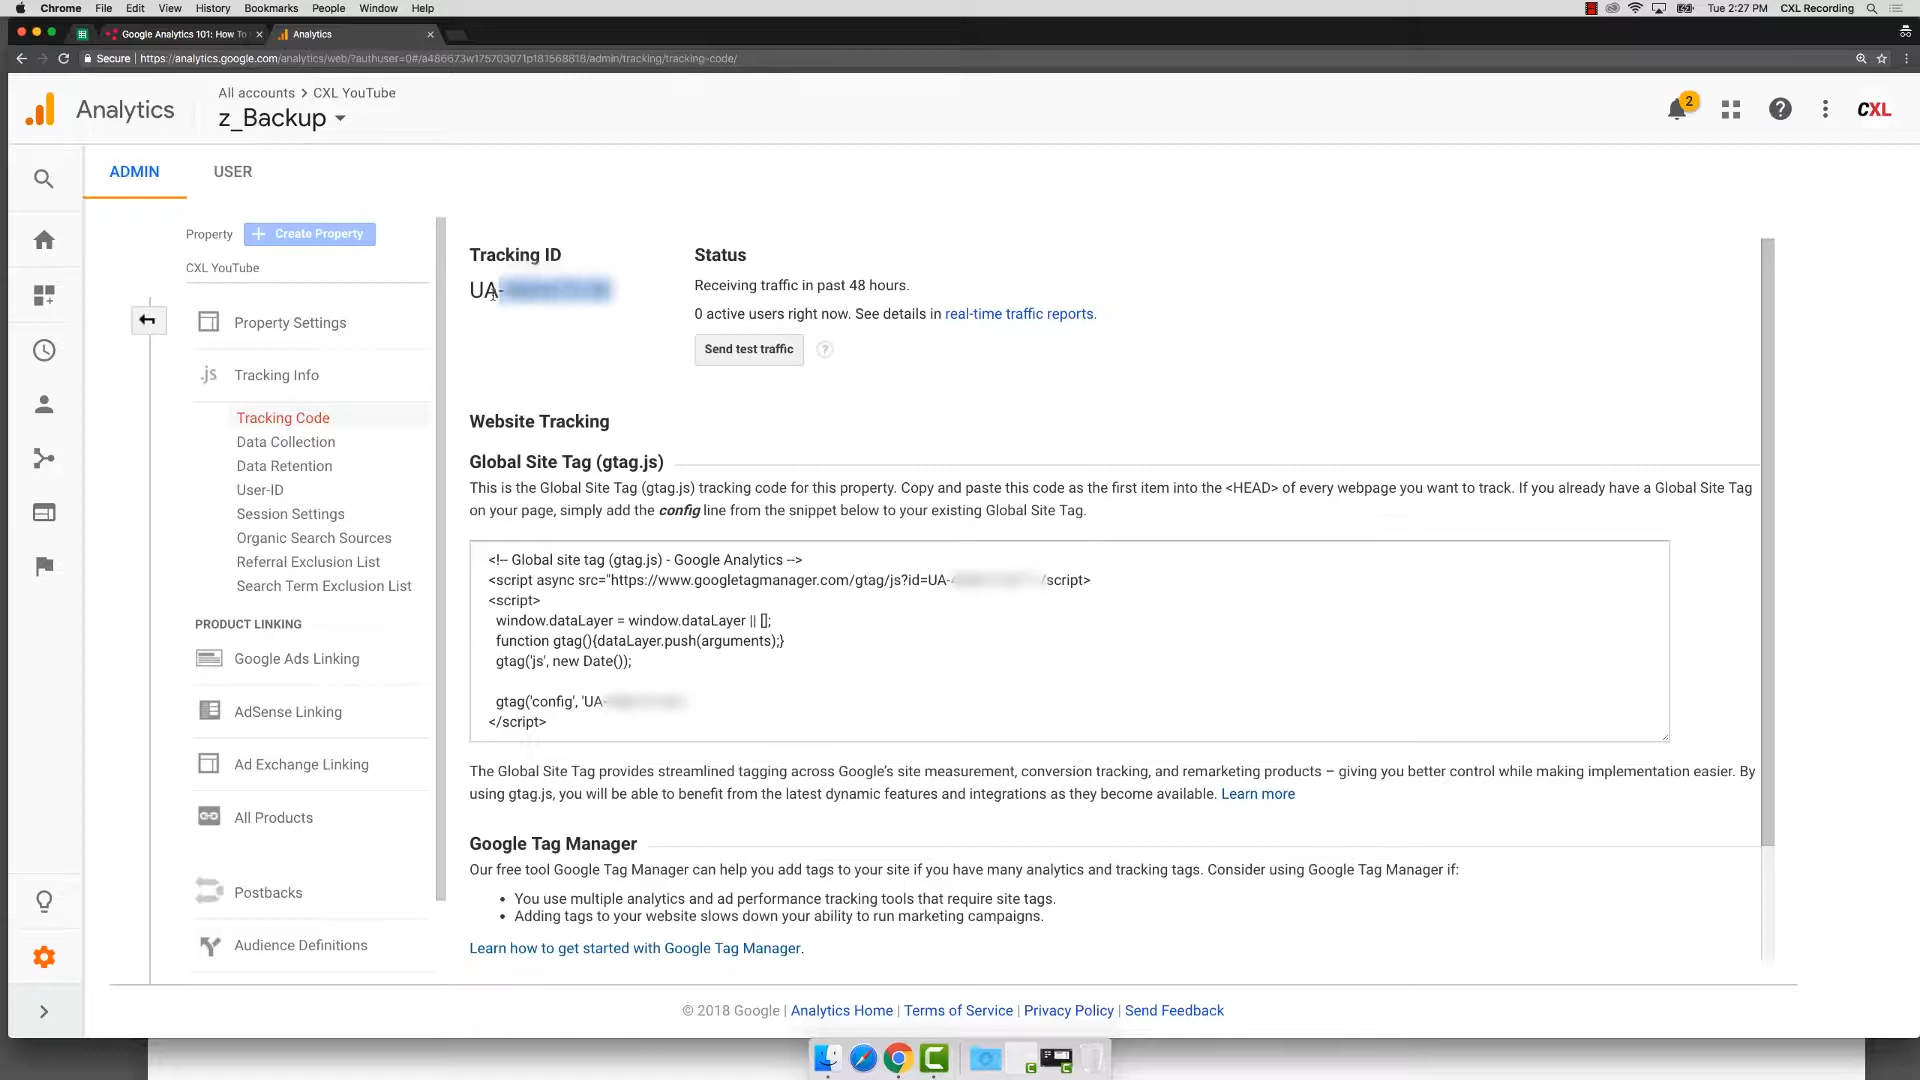 Chrome File Edit View History Bookmarks People Window Help
Tue 2:27 PM CXL Recording
Google Analytics 101: How To
Analytics
Secure | https://analytics.google.com/analytics/web/?authuser=0#/a486673w175703071p181568818/admin/tracking/tracking-code/
Analytics
All accounts > CXL YouTube
z_Backup
2
CXL
ADMIN
USER
Property
+ Create Property
CXL YouTube
Property Settings
.js Tracking Info
Tracking Code
Data Collection
Data Retention
User-ID
Session Settings
Organic Search Sources
Referral Exclusion List
Search Term Exclusion List
PRODUCT LINKING
Google Ads Linking
AdSense Linking
Ad Exchange Linking
All Products
Postbacks
Audience Definitions
Tracking ID
UA-
Status
Receiving traffic in past 48 hours.
0 active users right now. See details in real-time traffic reports.
Send test traffic ?
Website Tracking
Global Site Tag (gtag.js)
This is the Global Site Tag (gtag.js) tracking code for this property. Copy and paste this code as the first item into the <HEAD> of every webpage you want to track. If you already have a Global Site Tag
on your page, simply add the config line from the snippet below to your existing Global Site Tag.
<!-- Global site tag (gtag.js) - Google Analytics -->
<script async src="https://www.googletagmanager.com/gtag/js?id=UA- /script>
<script>
window.dataLayer = window.dataLayer || [];
function gtag(){dataLayer.push(arguments);}
gtag('js', new Date());
gtag('config', 'UA-
</script>
The Global Site Tag provides streamlined tagging across Google's site measurement, conversion tracking, and remarketing products – giving you better control while making implementation easier. By
using gtag.js, you will be able to benefit from the latest dynamic features and integrations as they become available. Learn more
Google Tag Manager
Our free tool Google Tag Manager can help you add tags to your site if you have many analytics and tracking tags. Consider using Google Tag Manager if:
• You use multiple analytics and ad performance tracking tools that require site tags.
• Adding tags to your website slows down your ability to run marketing campaigns.
Learn how to get started with Google Tag Manager.
© 2018 Google | Analytics Home | Terms of Service | Privacy Policy | Send Feedback